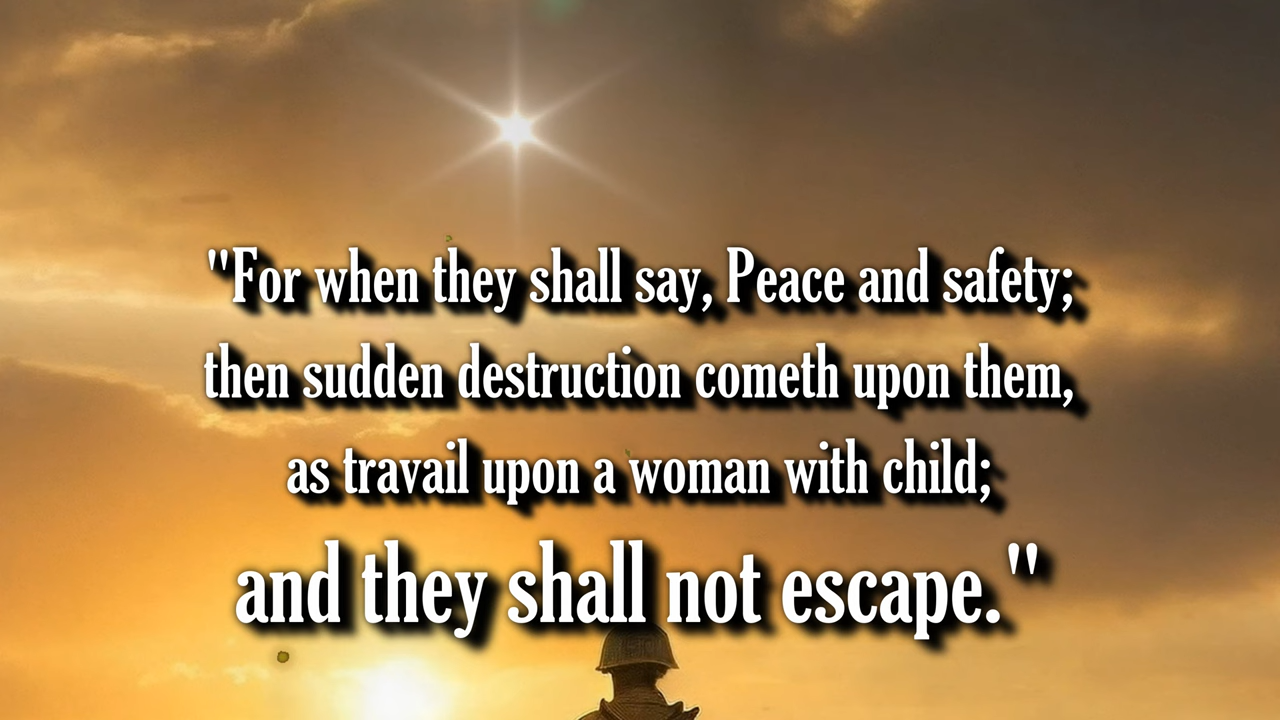 "For when they shall say, Peace and safety;
then sudden destruction cometh upon them,
as travail upon a woman with child;
and they shall not escape."